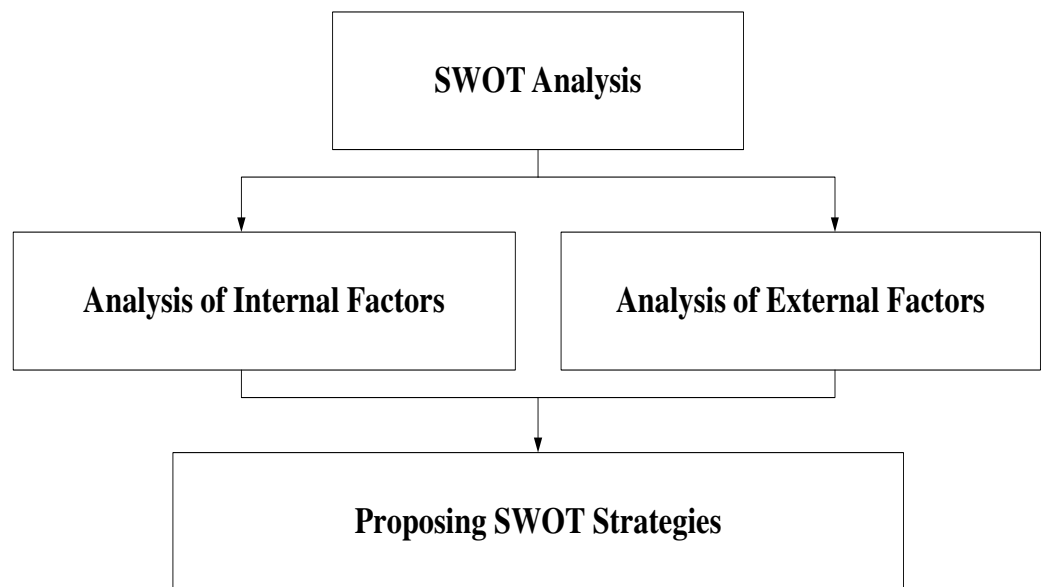 SWOT Analysis
Analysis of Internal Factors
Analysis of External Factors
Proposing SWOT Strategies